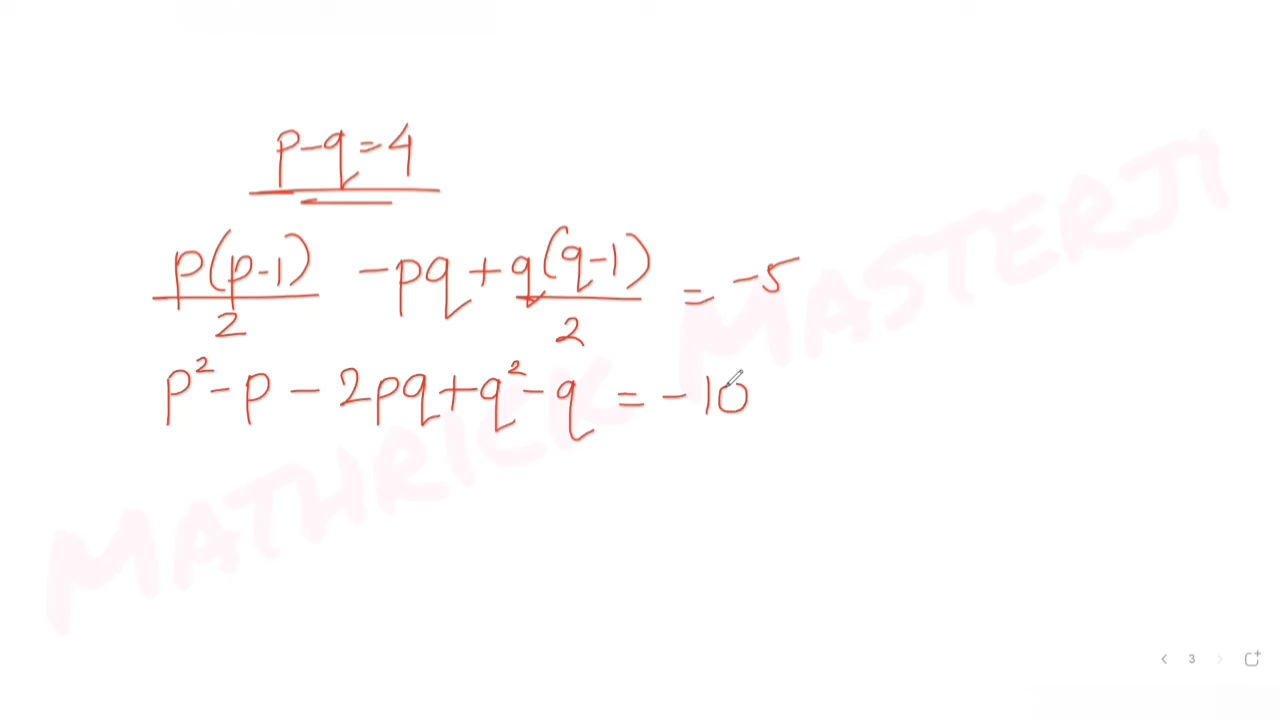 p-q=4
p(p-1)/2 -pq+q(q-1)/2 = -5
p²-p-2pq+q²-q = -10
MATHRICK MASTERJI
< 3 >